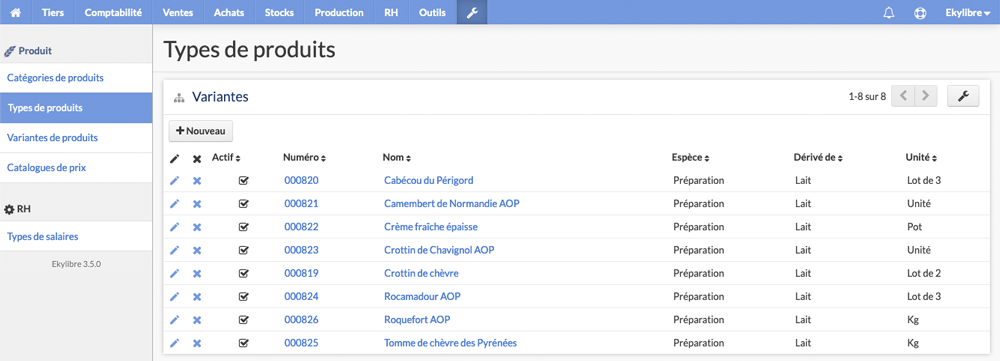 Tiers Comptabilité Ventes Achats Stocks Production RH Outils Ekylibre
Produit
Catégories de produits
Types de produits
Variantes de produits
Catalogues de prix
RH
Types de salaires
Ekylibre 3.5.0
Types de produits
Variantes
1-8 sur 8
Nouveau
Actif Numéro Nom Espèce Dérivé de Unité
000820 Cabécou du Périgord Préparation Lait Lot de 3
000821 Camembert de Normandie AOP Préparation Lait Unité
000822 Crème fraîche épaisse Préparation Lait Pot
000823 Crottin de Chavignol AOP Préparation Lait Unité
000819 Crottin de chèvre Préparation Lait Lot de 2
000824 Rocamadour AOP Préparation Lait Lot de 3
000826 Roquefort AOP Préparation Lait Kg
000825 Tomme de chèvre des Pyrénées Préparation Lait Kg